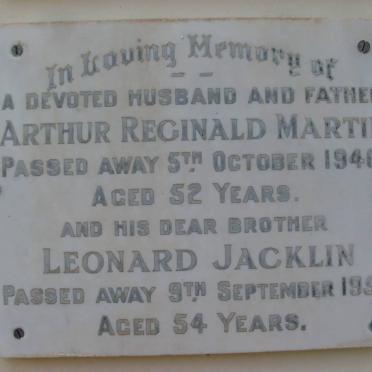 In Loving Memory of
A DEVOTED HUSBAND AND FATHE
ARTHUR REGINALD MARTI
PASSED AWAY 5TH OCTOBER 194
AGED 52 YEARS.
AND HIS DEAR BROTHER
LEONARD JACKLIN
PASSED AWAY 9TH SEPTEMBER 19
AGED 54 YEARS.